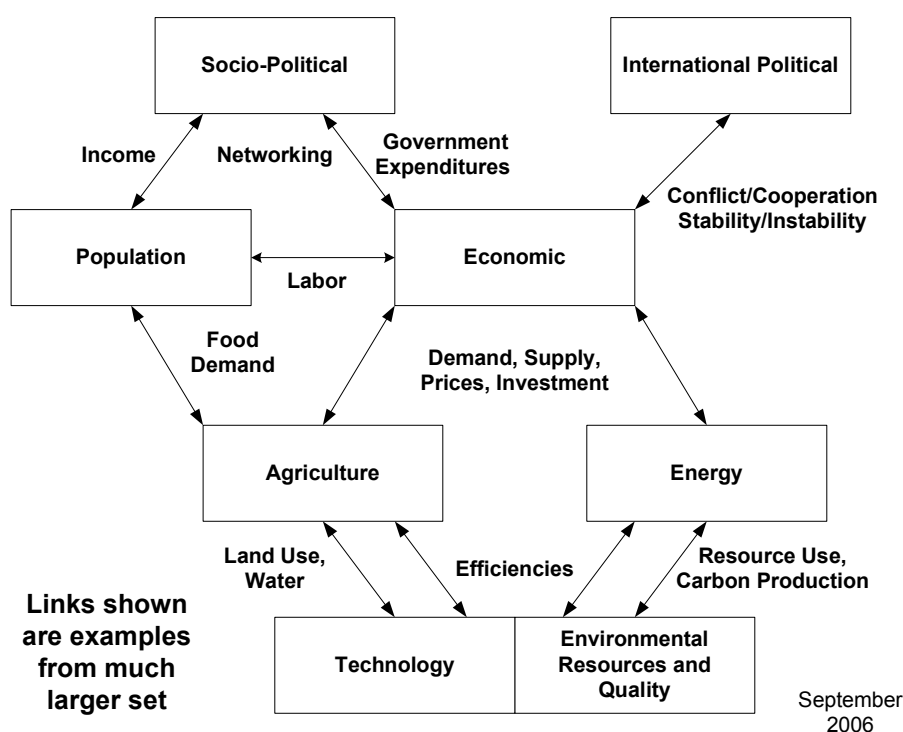 Socio-Political
International Political
Income
Networking
Government
Expenditures
Conflict/Cooperation
Stability/Instability
Population
Economic
Labor
Food
Demand
Demand, Supply,
Prices, Investment
Agriculture
Energy
Land Use,
Water
Efficiencies
Resource Use,
Carbon Production
Links shown
are examples
from much
larger set
Technology
Environmental
Resources and
Quality
September
2006